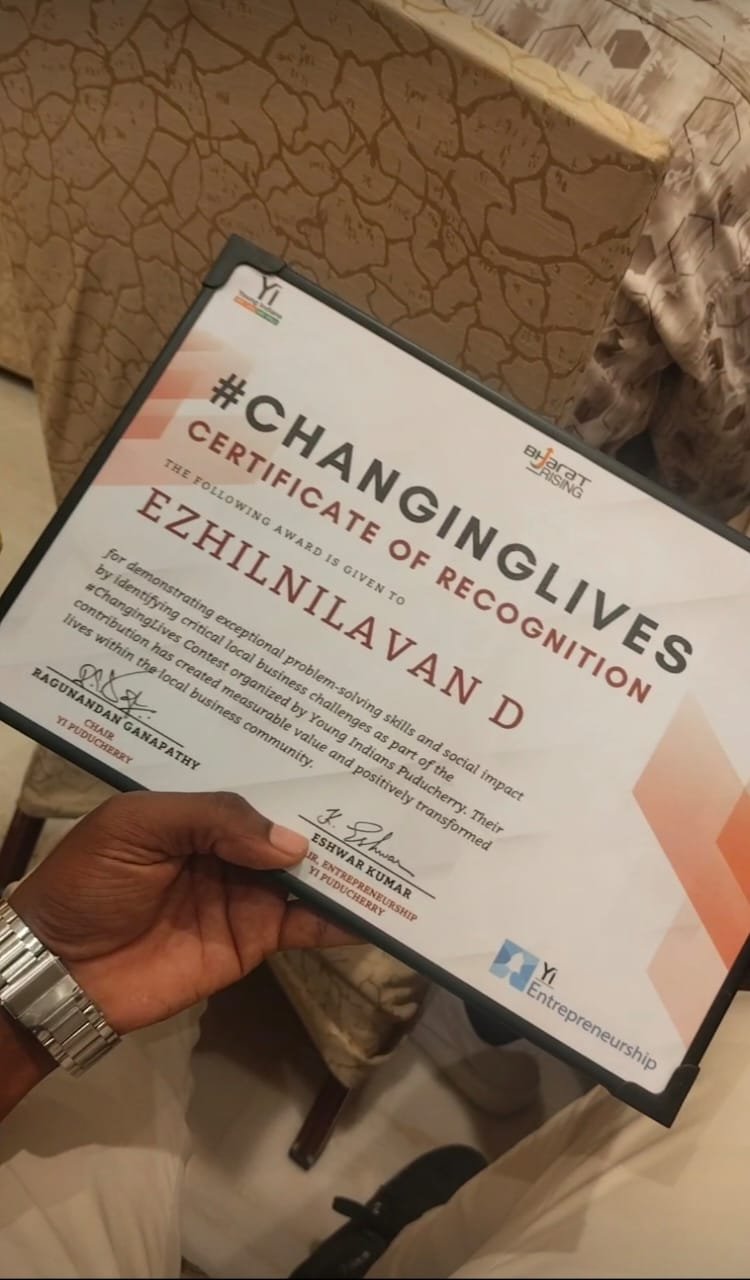 Yi
#CHANGINGLIVES
BHaraT
RISING
CERTIFICATE OF RECOGNITION
THE FOLLOWING AWARD IS GIVEN TO
EZHILNILAVAN D
for demonstrating exceptional problem-solving skills and social impact
by identifying critical local business challenges as part of the
#ChangingLives Contest organized by Young Indians Puducherry. Their
contribution has created measurable value and positively transformed
lives within the local business community.
RAGUNANDAN GANAPATHY
CHAIR
YI PUDUCHERRY
K. Eshwar
ESHWAR KUMAR
IR, ENTREPRENEURSHIP
YI PUDUCHERRY
Yi
Entrepreneurship